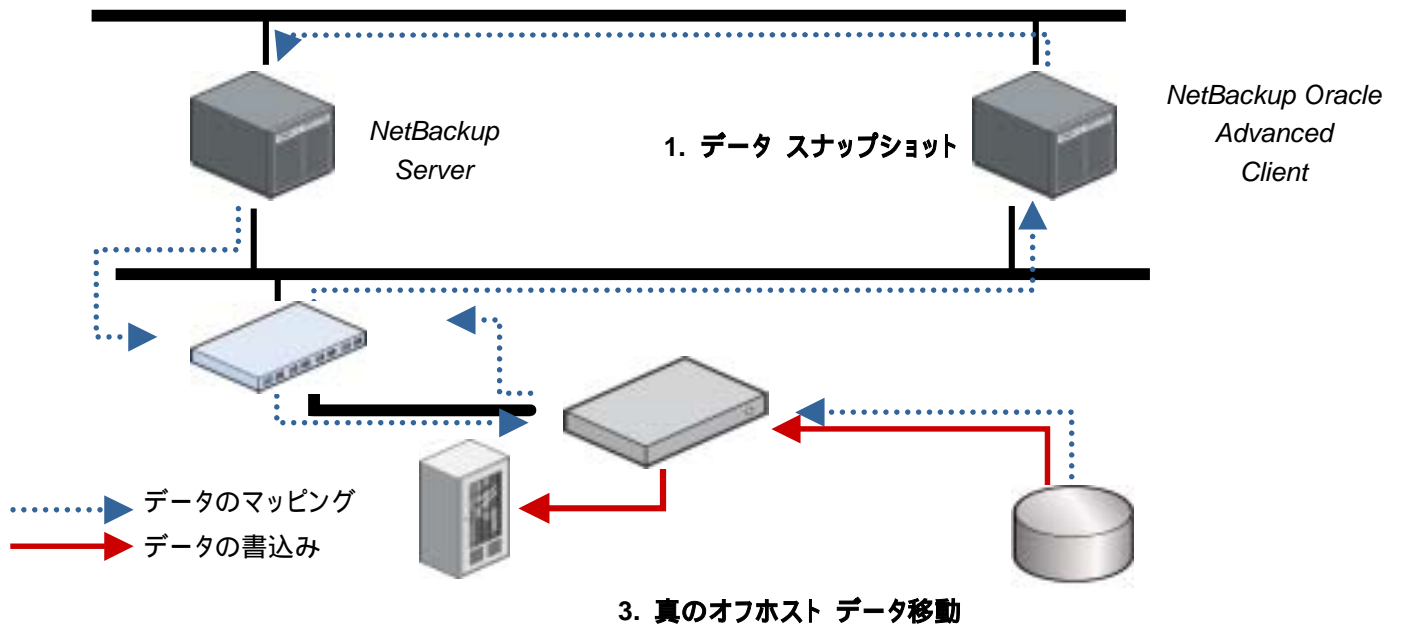 NetBackup
Server
1. データ スナップショット
NetBackup Oracle
Advanced
Client
データのマッピング
データの書込み
3. 真のオフホスト データ移動